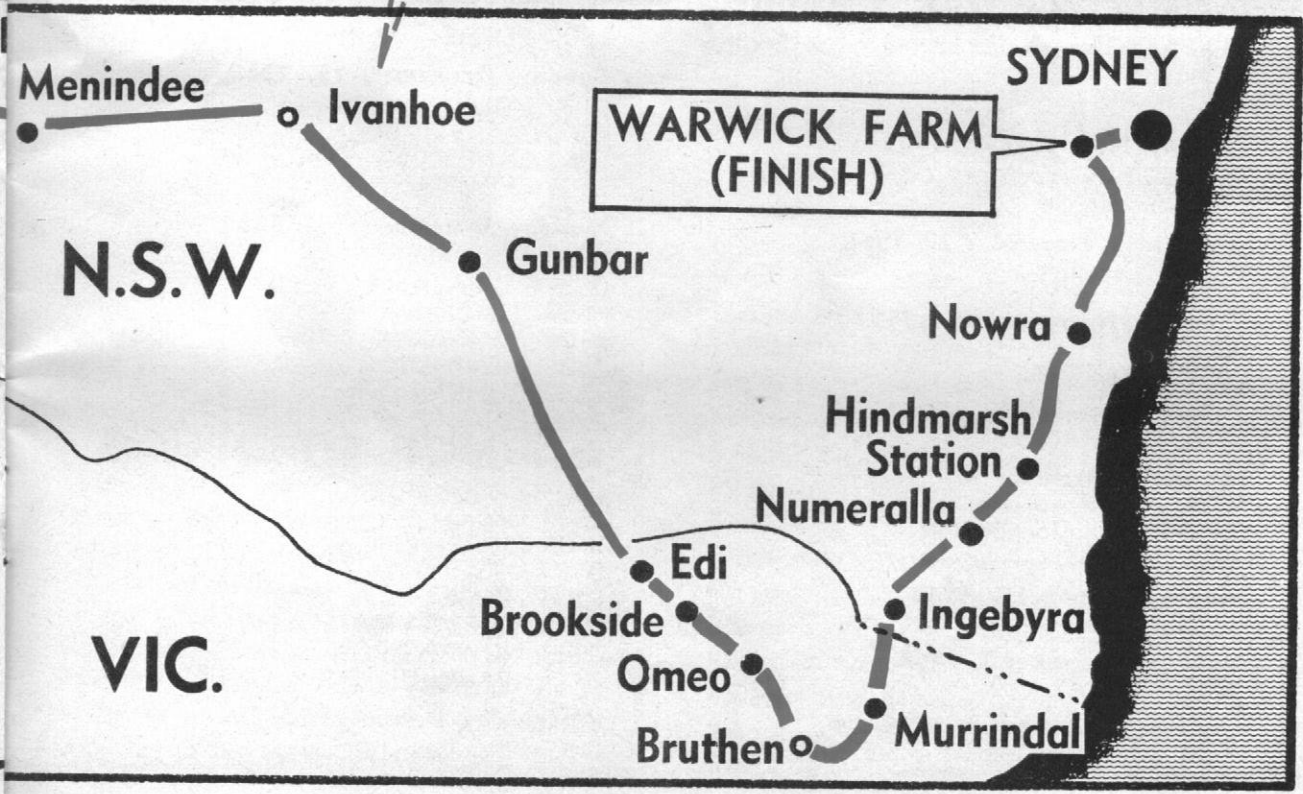 SYDNEY
Menindee
Ivanhoe
WARWICK FARM
(FINISH)
N.S.W.
Gunbar
Nowra
Hindmarsh
Station
Numeralla
Edi
Brookside
Ingebyra
VIC.
Omeo
Bruthen
Murrindal